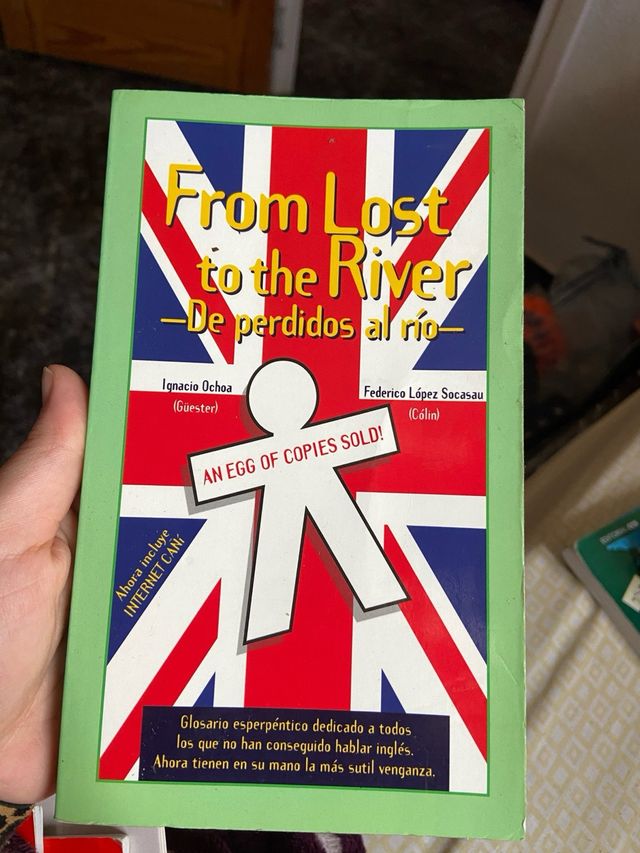 From Lost
to the River
—De perdidos al río—
Ignacio Ochoa
(Güester)
Federico López Socasau
(Cólin)
AN EGG OF COPIES SOLD!
Ahora incluye
INTERNET CAÑÍ
Glosario esperpéntico dedicado a todos
los que no han conseguido hablar inglés.
Ahora tienen en su mano la más sutil venganza.